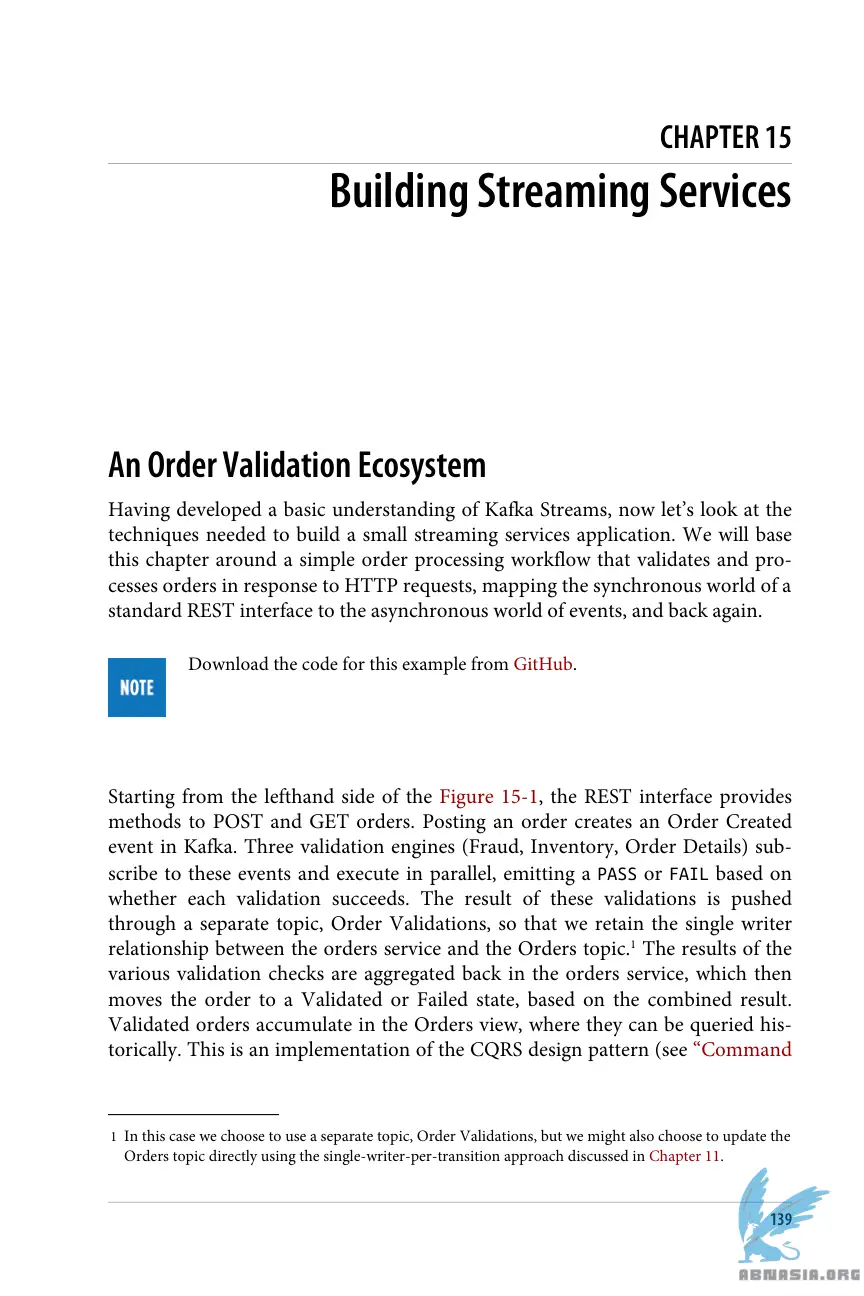 CHAPTER 15
Building Streaming Services
An Order Validation Ecosystem
Having developed a basic understanding of Kafka Streams, now let’s look at the
techniques needed to build a small streaming services application. We will base
this chapter around a simple order processing workflow that validates and pro-
cesses orders in response to HTTP requests, mapping the synchronous world of a
standard REST interface to the asynchronous world of events, and back again.
NOTE
Download the code for this example from GitHub.
Starting from the lefthand side of the Figure 15-1, the REST interface provides
methods to POST and GET orders. Posting an order creates an Order Created
event in Kafka. Three validation engines (Fraud, Inventory, Order Details) sub-
scribe to these events and execute in parallel, emitting a PASS or FAIL based on
whether each validation succeeds. The result of these validations is pushed
through a separate topic, Order Validations, so that we retain the single writer
relationship between the orders service and the Orders topic.1 The results of the
various validation checks are aggregated back in the orders service, which then
moves the order to a Validated or Failed state, based on the combined result.
Validated orders accumulate in the Orders view, where they can be queried his-
torically. This is an implementation of the CQRS design pattern (see “Command
1 In this case we choose to use a separate topic, Order Validations, but we might also choose to update the
Orders topic directly using the single-writer-per-transition approach discussed in Chapter 11.
139
ABNASIA.ORG